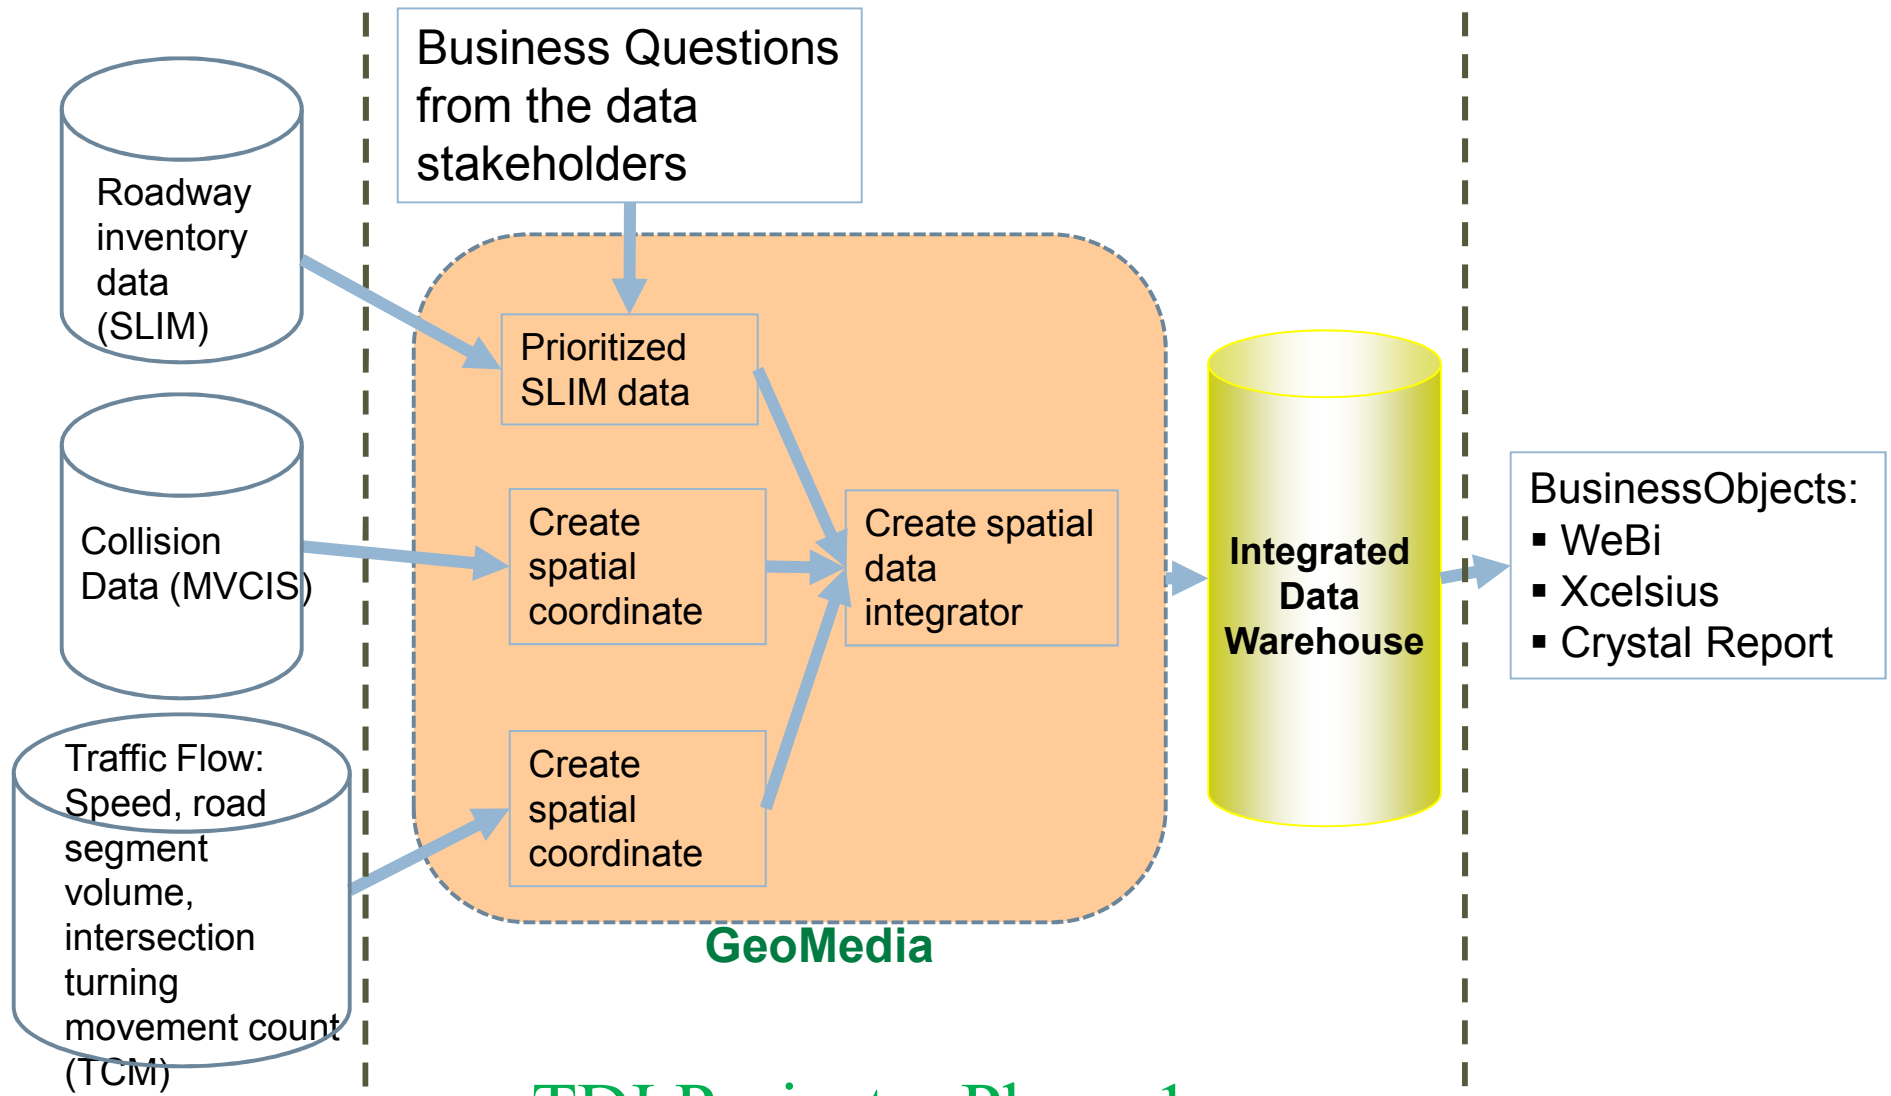 Business Questions
from the data
stakeholders
Roadway
inventory
data
(SLIM)
Prioritized
SLIM data
Collision
Data (MVCIS)
Create
spatial
coordinate
Create spatial
data
integrator
Integrated
Data
Warehouse
BusinessObjects:
▪ WeBi
▪ Xcelsius
▪ Crystal Report
Traffic Flow:
Speed, road
segment
volume,
intersection
turning
movement count
(TCM)
Create
spatial
coordinate
GeoMedia